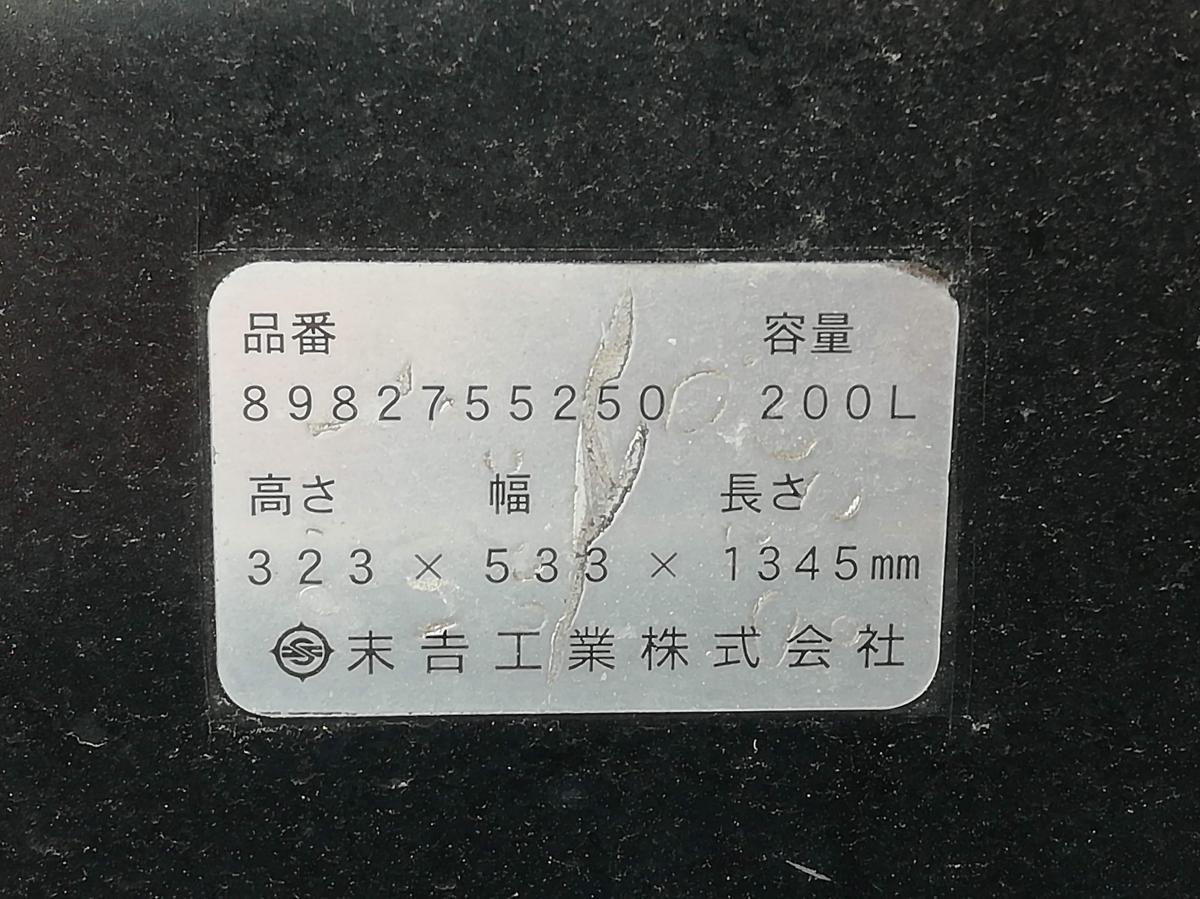 品番 容量
8982755250 200L
高さ 幅 長さ
323 × 533 × 1345mm
末吉工業株式会社